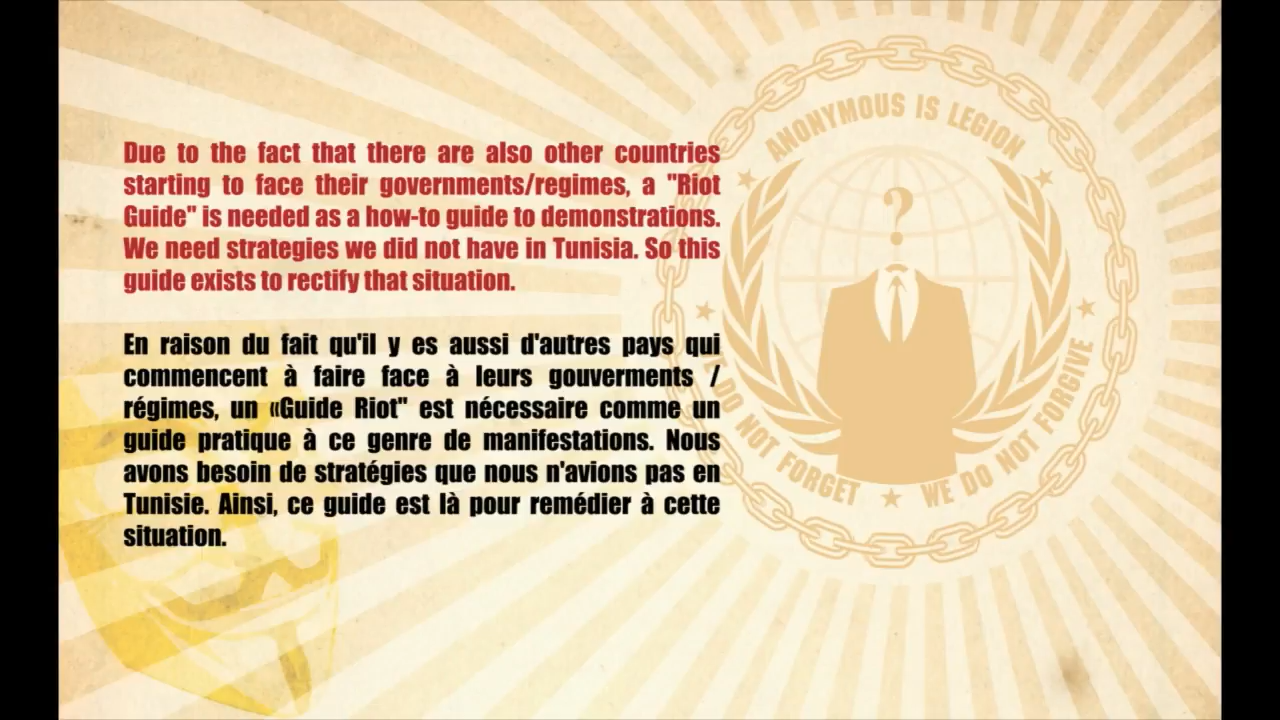 Due to the fact that there are also other countries
starting to face their governments/regimes, a "Riot
Guide" is needed as a how-to guide to demonstrations.
We need strategies we did not have in Tunisia. So this
guide exists to rectify that situation.
En raison du fait qu'il y es aussi d'autres pays qui
commencent à faire face à leurs gouverments /
régimes, un «Guide Riot" est nécessaire comme un
guide pratique à ce genre de manifestations. Nous
avons besoin de stratégies que nous n'avions pas en
Tunisie. Ainsi, ce guide est là pour remédier à cette
situation.
ANONYMOUS IS LEGION
?
WE DO NOT FORGET ★ WE DO NOT FORGIVE